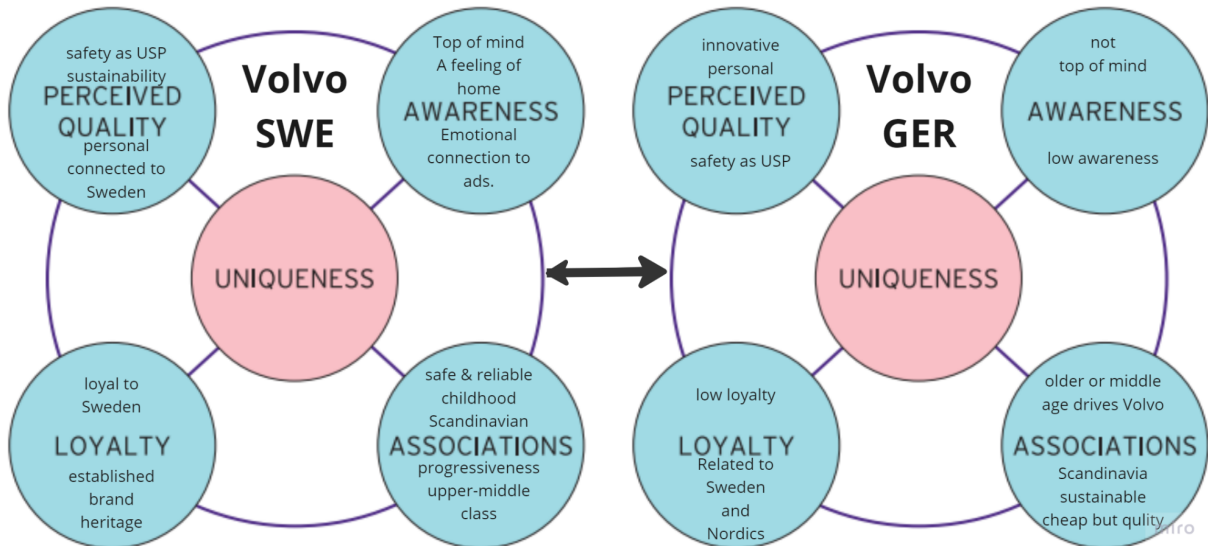 Volvo
SWE
safety as USP
sustainability
PERCEIVED
QUALITY
personal
connected to
Sweden
Top of mind
A feeling of
home
AWARENESS
Emotional
connection to
ads.
UNIQUENESS
loyal to
Sweden
LOYALTY
established
brand
heritage
safe & reliable
childhood
Scandinavian
ASSOCIATIONS
progressiveness
upper-middle
class
Volvo
GER
innovative
personal
PERCEIVED
QUALITY
safety as USP
not
top of mind
AWARENESS
low awareness
UNIQUENESS
low loyalty
LOYALTY
Related to
Sweden
and
Nordics
older or middle
age drives Volvo
ASSOCIATIONS
Scandinavia
sustainable
cheap but qulity
miro